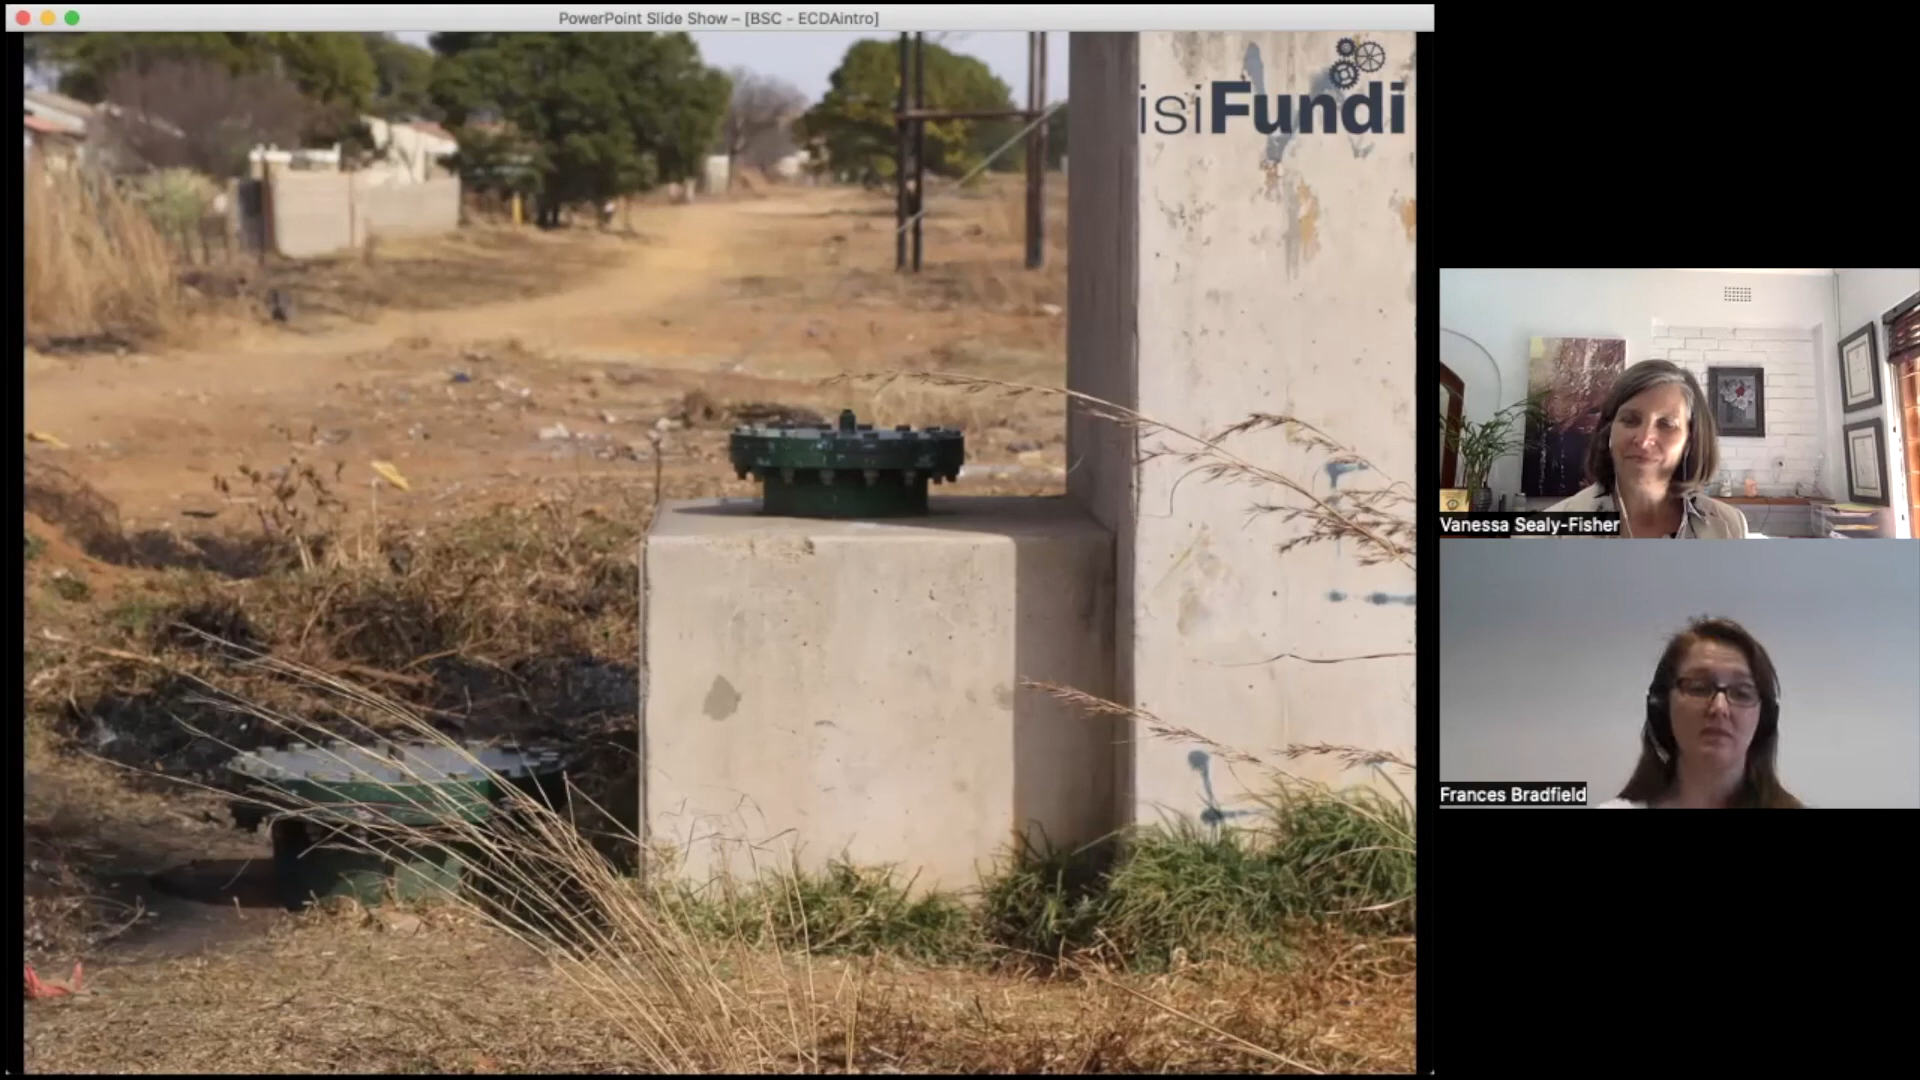 PowerPoint Slide Show – [BSC - ECDAintro]
isiFundi
Vanessa Sealy-Fisher
Frances Bradfield